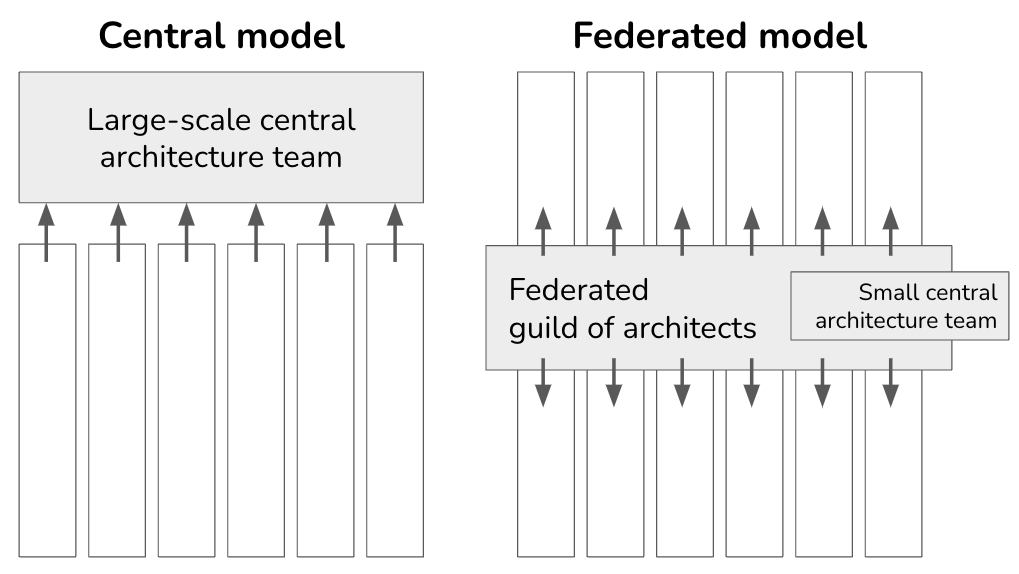 Central model
Large-scale central
architecture team
Federated model
Federated
guild of architects
Small central
architecture team